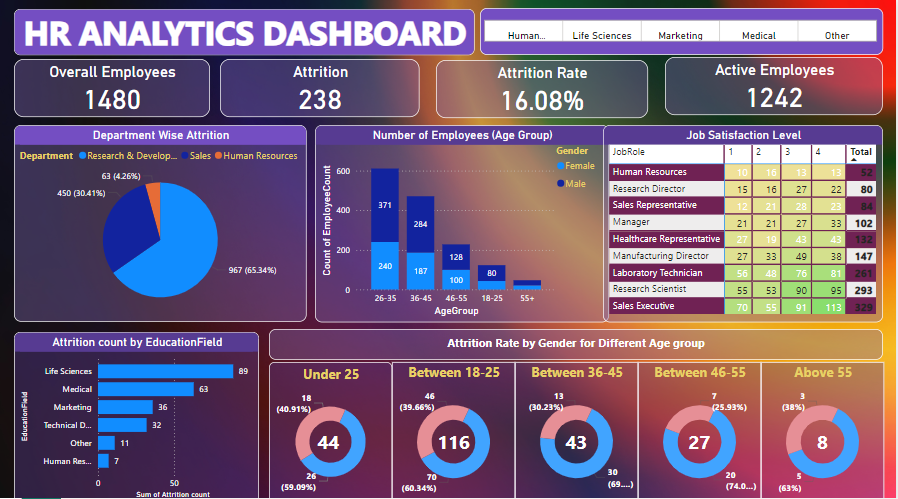 HR ANALYTICS DASHBOARD
Human... Life Sciences Marketing Medical Other
Overall Employees
1480
Attrition
238
Attrition Rate
16.08%
Active Employees
1242
Department Wise Attrition
Department Research & Develop... Sales Human Resources
63 (4.26%)
450 (30.41%)
967 (65.34%)
Number of Employees (Age Group)
Gender
Female
Male
Count of EmployeeCount
600
400
200
0
371
240
284
187
128
100
80
26-35 36-45 46-55 18-25 55+
AgeGroup
Job Satisfaction Level
JobRole 1 2 3 4 Total
Human Resources 10 16 13 13 52
Research Director 15 16 27 22 80
Sales Representative 12 21 28 23 84
Manager 21 21 27 33 102
Healthcare Representative 27 19 43 43 132
Manufacturing Director 27 33 49 38 147
Laboratory Technician 56 48 76 81 261
Research Scientist 55 53 90 95 293
Sales Executive 70 55 91 113 329
Attrition count by EducationField
EducationField
Life Sciences 89
Medical 63
Marketing 36
Technical D... 32
Other 11
Human Res... 7
0 50
Sum of Attrition count
Attrition Rate by Gender for Different Age group
Under 25
18
(40.91%)
44
26
(59.09%)
Between 18-25
46
(39.66%)
116
70
(60.34%)
Between 36-45
13
(30.23%)
43
30
(69....)
Between 46-55
7
(25.93%)
27
20
(74.0...)
Above 55
3
(38%)
8
5
(63%)